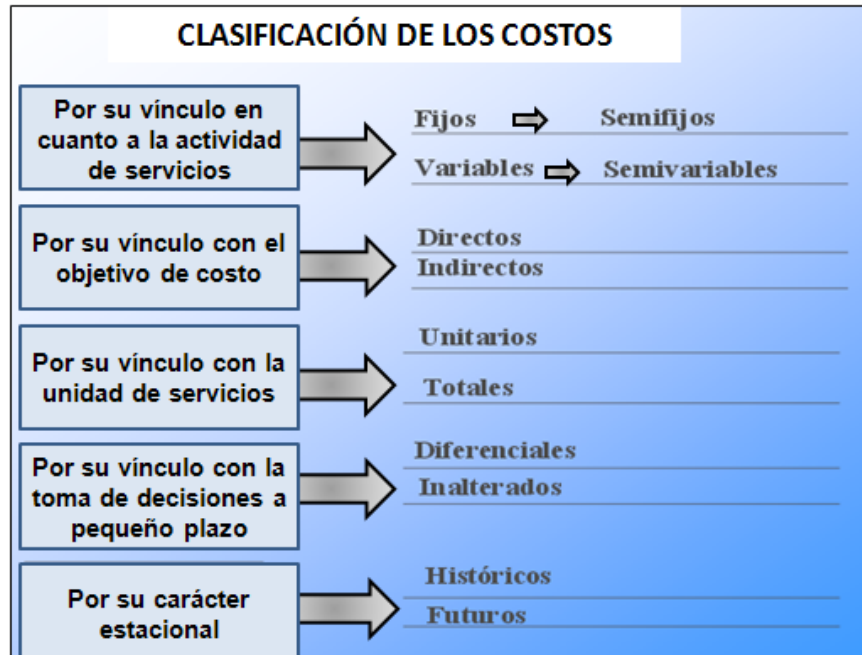 CLASIFICACIÓN DE LOS COSTOS
Por su vínculo en
cuanto a la actividad
de servicios
Fijos Semifijos
Variables Semivariables
Por su vínculo con el
objetivo de costo
Directos
Indirectos
Por su vínculo con la
unidad de servicios
Unitarios
Totales
Por su vínculo con la
toma de decisiones a
pequeño plazo
Diferenciales
Inalterados
Por su carácter
estacional
Históricos
Futuros